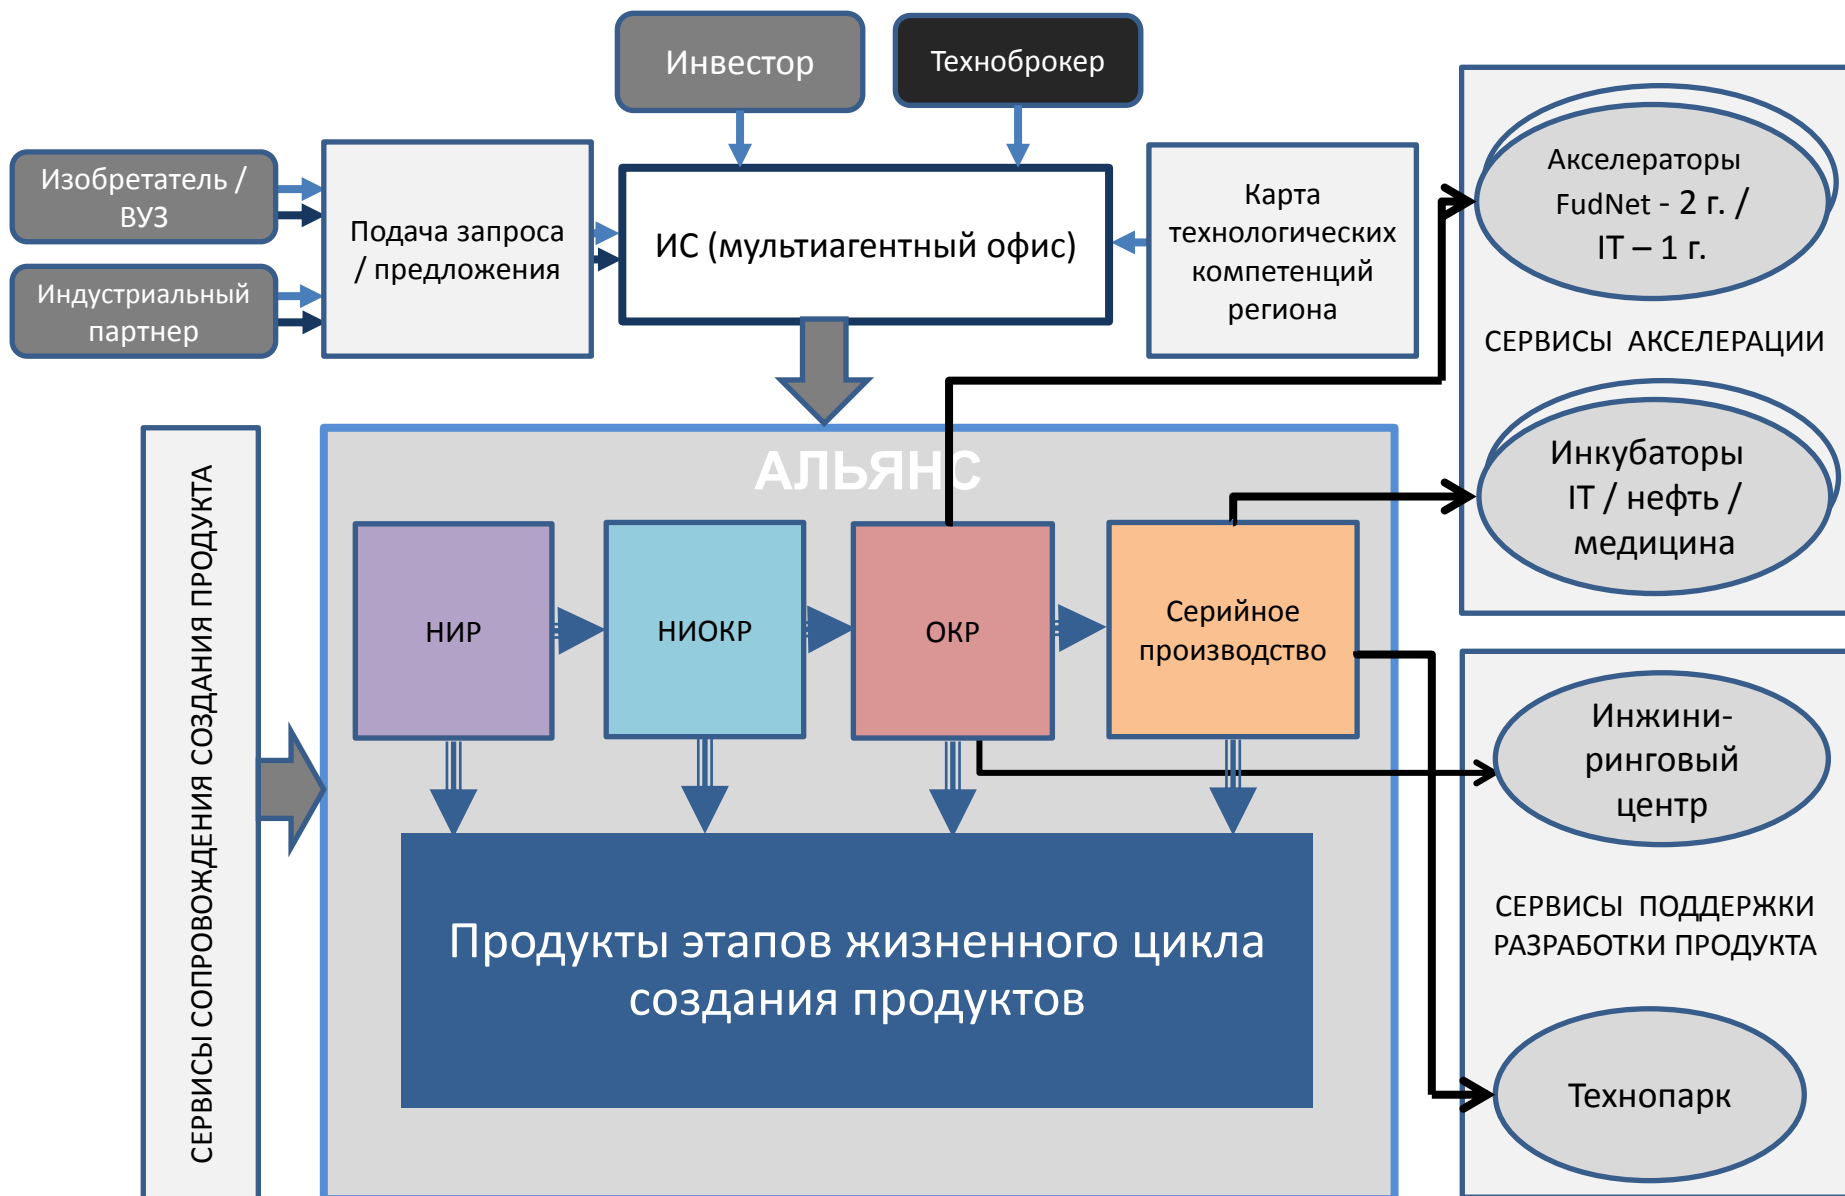 Инвестор
Техноброкер
Изобретатель /
ВУЗ
Индустриальный
партнер
Подача запроса
/ предложения
ИС (мультиагентный офис)
Карта
технологических
компетенций
региона
Акселераторы
FudNet - 2 г. /
IT – 1 г.
СЕРВИСЫ АКСЕЛЕРАЦИИ
Инкубаторы
IT / нефть /
медицина
СЕРВИСЫ СОПРОВОЖДЕНИЯ СОЗДАНИЯ ПРОДУКТА
АЛЬЯНС
НИР
НИОКР
ОКР
Серийное
производство
Продукты этапов жизненного цикла
создания продуктов
Инжини-
ринговый
центр
СЕРВИСЫ ПОДДЕРЖКИ
РАЗРАБОТКИ ПРОДУКТА
Технопарк